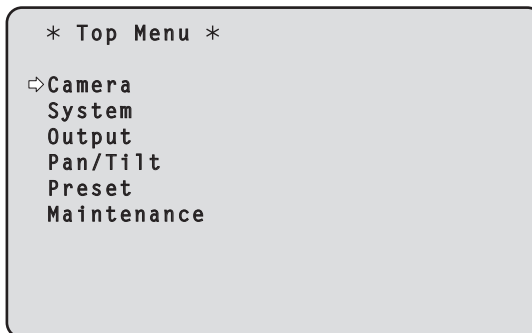 * Top Menu *
⇨Camera
System
Output
Pan/Tilt
Preset
Maintenance